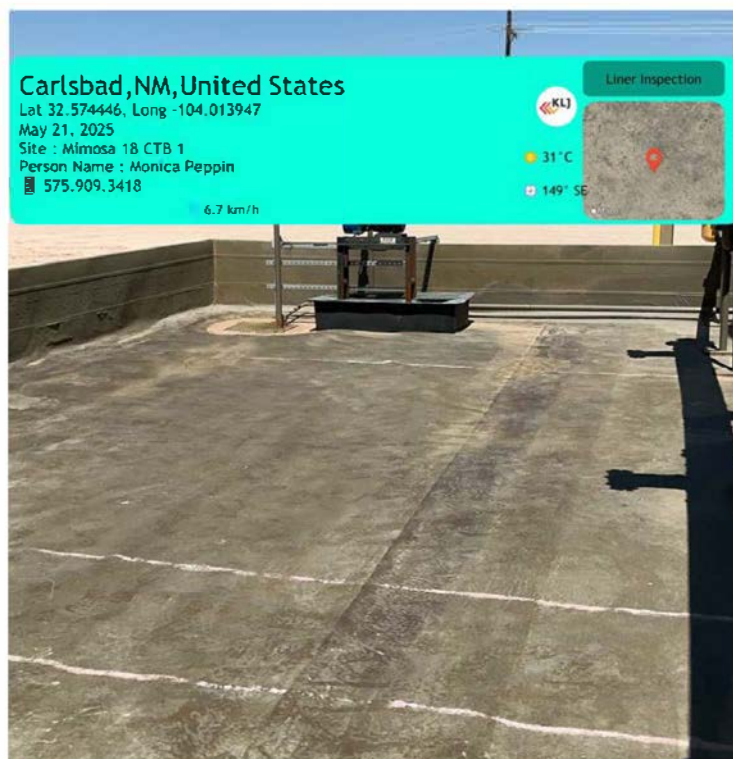 Carlsbad,NM,United States
Lat 32.574446, Long -104.013947
May 21, 2025
Site : Mimosa 18 CTB 1
Person Name : Monica Peppin
575.909.3418
6.7 km/h
KLJ
31°C
149° SE
Liner Inspection